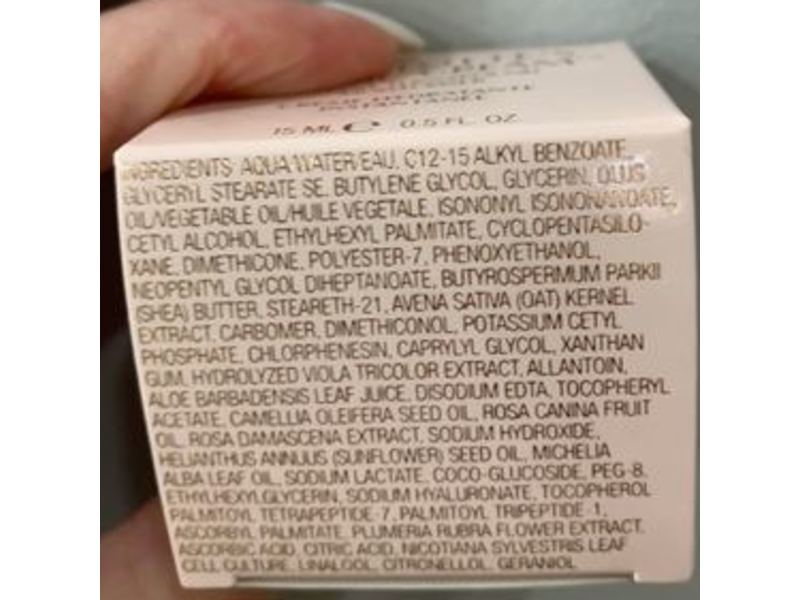 CREME HYDRATANTE
INSTANTANEE
15 ML e 0.5 FL. OZ.
INGREDIENTS: AQUA/WATER/EAU, C12-15 ALKYL BENZOATE,
GLYCERYL STEARATE SE, BUTYLENE GLYCOL, GLYCERIN, OLUS
OIL/VEGETABLE OIL/HUILE VEGETALE, ISONONYL ISONONANOATE,
CETYL ALCOHOL, ETHYLHEXYL PALMITATE, CYCLOPENTASILO-
XANE, DIMETHICONE, POLYESTER-7, PHENOXYETHANOL,
NEOPENTYL GLYCOL DIHEPTANOATE, BUTYROSPERMUM PARKII
(SHEA) BUTTER, STEARETH-21, AVENA SATIVA (OAT) KERNEL
EXTRACT, CARBOMER, DIMETHICONOL, POTASSIUM CETYL
PHOSPHATE, CHLORPHENESIN, CAPRYLYL GLYCOL, XANTHAN
GUM, HYDROLYZED VIOLA TRICOLOR EXTRACT, ALLANTOIN,
ALOE BARBADENSIS LEAF JUICE, DISODIUM EDTA, TOCOPHERYL
ACETATE, CAMELLIA OLEIFERA SEED OIL, ROSA CANINA FRUIT
OIL, ROSA DAMASCENA EXTRACT, SODIUM HYDROXIDE,
HELIANTHUS ANNUUS (SUNFLOWER) SEED OIL, MICHELIA
ALBA LEAF OIL, SODIUM LACTATE, COCO-GLUCOSIDE, PEG-8,
ETHYLHEXYLGLYCERIN, SODIUM HYALURONATE, TOCOPHEROL
PALMITOYL TETRAPEPTIDE-7, PALMITOYL TRIPEPTIDE-1,
ASCORBYL PALMITATE, PLUMERIA RUBRA FLOWER EXTRACT,
ASCORBIC ACID, CITRIC ACID, NICOTIANA SYLVESTRIS LEAF
CELL CULTURE, LINALOOL, CITRONELLOL, GERANIOL